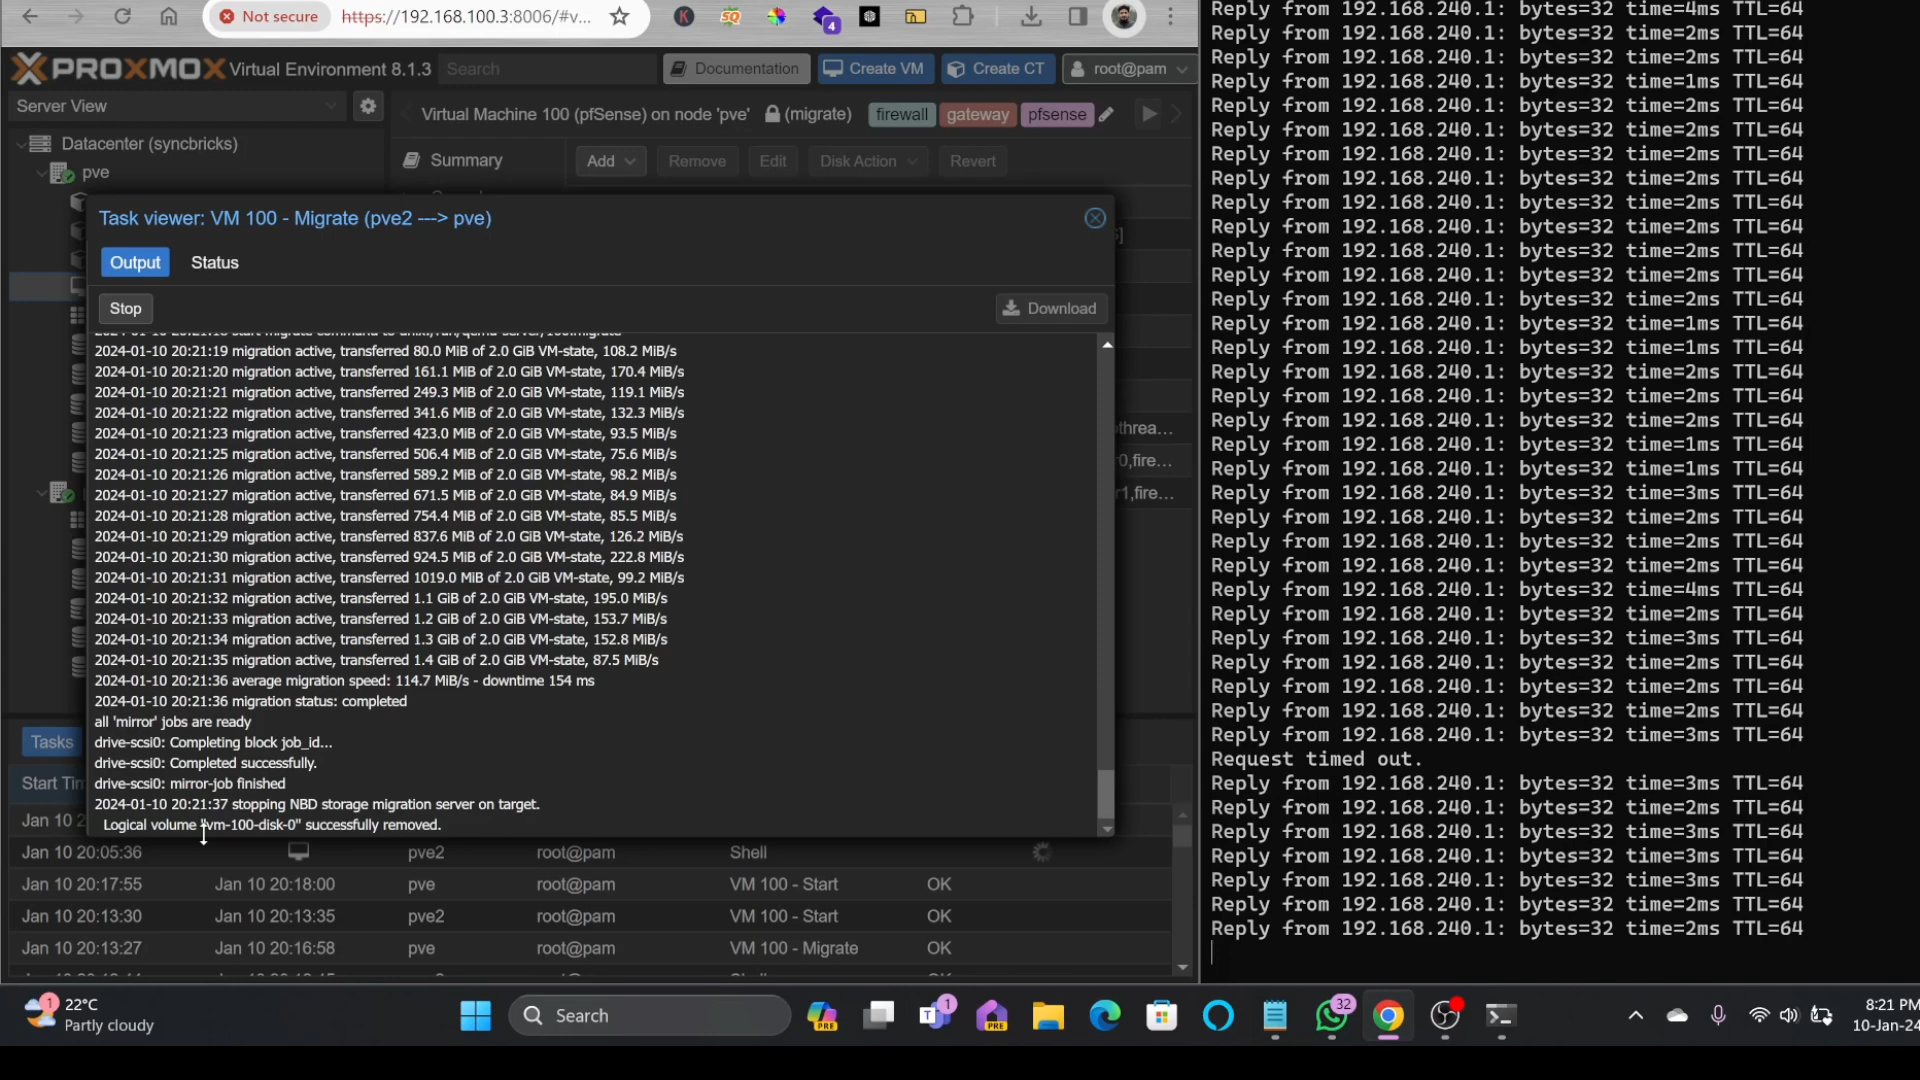 Not secure
https://192.168.100.3:8006/#v...
4
PROXMOX Virtual Environment 8.1.3
Search
Documentation
Create VM
Create CT
root@pam
Server View
Virtual Machine 100 (pfSense) on node 'pve'
(migrate)
firewall
gateway
pfsense
Datacenter (syncbricks)
pve
Summary
Add
Remove
Edit
Disk Action
Revert
Task viewer: VM 100 - Migrate (pve2 ---> pve)
Output
Status
Stop
Download
2024-01-10 20:21:19 migration active, transferred 80.0 MiB of 2.0 GiB VM-state, 108.2 MiB/s
2024-01-10 20:21:20 migration active, transferred 161.1 MiB of 2.0 GiB VM-state, 170.4 MiB/s
2024-01-10 20:21:21 migration active, transferred 249.3 MiB of 2.0 GiB VM-state, 119.1 MiB/s
2024-01-10 20:21:22 migration active, transferred 341.6 MiB of 2.0 GiB VM-state, 132.3 MiB/s
2024-01-10 20:21:23 migration active, transferred 423.0 MiB of 2.0 GiB VM-state, 93.5 MiB/s
2024-01-10 20:21:25 migration active, transferred 506.4 MiB of 2.0 GiB VM-state, 75.6 MiB/s
2024-01-10 20:21:26 migration active, transferred 589.2 MiB of 2.0 GiB VM-state, 98.2 MiB/s
2024-01-10 20:21:27 migration active, transferred 671.5 MiB of 2.0 GiB VM-state, 84.9 MiB/s
2024-01-10 20:21:28 migration active, transferred 754.4 MiB of 2.0 GiB VM-state, 85.5 MiB/s
2024-01-10 20:21:29 migration active, transferred 837.6 MiB of 2.0 GiB VM-state, 126.2 MiB/s
2024-01-10 20:21:30 migration active, transferred 924.5 MiB of 2.0 GiB VM-state, 222.8 MiB/s
2024-01-10 20:21:31 migration active, transferred 1019.0 MiB of 2.0 GiB VM-state, 99.2 MiB/s
2024-01-10 20:21:32 migration active, transferred 1.1 GiB of 2.0 GiB VM-state, 195.0 MiB/s
2024-01-10 20:21:33 migration active, transferred 1.2 GiB of 2.0 GiB VM-state, 153.7 MiB/s
2024-01-10 20:21:34 migration active, transferred 1.3 GiB of 2.0 GiB VM-state, 152.8 MiB/s
2024-01-10 20:21:35 migration active, transferred 1.4 GiB of 2.0 GiB VM-state, 87.5 MiB/s
2024-01-10 20:21:36 average migration speed: 114.7 MiB/s - downtime 154 ms
2024-01-10 20:21:36 migration status: completed
all 'mirror' jobs are ready
drive-scsi0: Completing block job_id...
drive-scsi0: Completed successfully.
drive-scsi0: mirror-job finished
2024-01-10 20:21:37 stopping NBD storage migration server on target.
Logical volume "vm-100-disk-0" successfully removed.
]
threa...
0,fire...
r1,fire...
Tasks
Start Tim
Jan 10 2
Jan 10 20:05:36 pve2 root@pam Shell
Jan 10 20:17:55 Jan 10 20:18:00 pve root@pam VM 100 - Start OK
Jan 10 20:13:30 Jan 10 20:13:35 pve2 root@pam VM 100 - Start OK
Jan 10 20:13:27 Jan 10 20:16:58 pve root@pam VM 100 - Migrate OK
Reply from 192.168.240.1: bytes=32 time=4ms TTL=64
Reply from 192.168.240.1: bytes=32 time=2ms TTL=64
Reply from 192.168.240.1: bytes=32 time=2ms TTL=64
Reply from 192.168.240.1: bytes=32 time=1ms TTL=64
Reply from 192.168.240.1: bytes=32 time=2ms TTL=64
Reply from 192.168.240.1: bytes=32 time=2ms TTL=64
Reply from 192.168.240.1: bytes=32 time=2ms TTL=64
Reply from 192.168.240.1: bytes=32 time=2ms TTL=64
Reply from 192.168.240.1: bytes=32 time=2ms TTL=64
Reply from 192.168.240.1: bytes=32 time=2ms TTL=64
Reply from 192.168.240.1: bytes=32 time=2ms TTL=64
Reply from 192.168.240.1: bytes=32 time=2ms TTL=64
Reply from 192.168.240.1: bytes=32 time=2ms TTL=64
Reply from 192.168.240.1: bytes=32 time=1ms TTL=64
Reply from 192.168.240.1: bytes=32 time=1ms TTL=64
Reply from 192.168.240.1: bytes=32 time=2ms TTL=64
Reply from 192.168.240.1: bytes=32 time=2ms TTL=64
Reply from 192.168.240.1: bytes=32 time=2ms TTL=64
Reply from 192.168.240.1: bytes=32 time=1ms TTL=64
Reply from 192.168.240.1: bytes=32 time=1ms TTL=64
Reply from 192.168.240.1: bytes=32 time=3ms TTL=64
Reply from 192.168.240.1: bytes=32 time=2ms TTL=64
Reply from 192.168.240.1: bytes=32 time=2ms TTL=64
Reply from 192.168.240.1: bytes=32 time=2ms TTL=64
Reply from 192.168.240.1: bytes=32 time=4ms TTL=64
Reply from 192.168.240.1: bytes=32 time=2ms TTL=64
Reply from 192.168.240.1: bytes=32 time=3ms TTL=64
Reply from 192.168.240.1: bytes=32 time=2ms TTL=64
Reply from 192.168.240.1: bytes=32 time=2ms TTL=64
Reply from 192.168.240.1: bytes=32 time=2ms TTL=64
Reply from 192.168.240.1: bytes=32 time=3ms TTL=64
Request timed out.
Reply from 192.168.240.1: bytes=32 time=3ms TTL=64
Reply from 192.168.240.1: bytes=32 time=2ms TTL=64
Reply from 192.168.240.1: bytes=32 time=3ms TTL=64
Reply from 192.168.240.1: bytes=32 time=3ms TTL=64
Reply from 192.168.240.1: bytes=32 time=3ms TTL=64
Reply from 192.168.240.1: bytes=32 time=2ms TTL=64
Reply from 192.168.240.1: bytes=32 time=2ms TTL=64
1
22°C
Partly cloudy
Search
PRE
1
PRE
32
8:21 PM
10-Jan-24